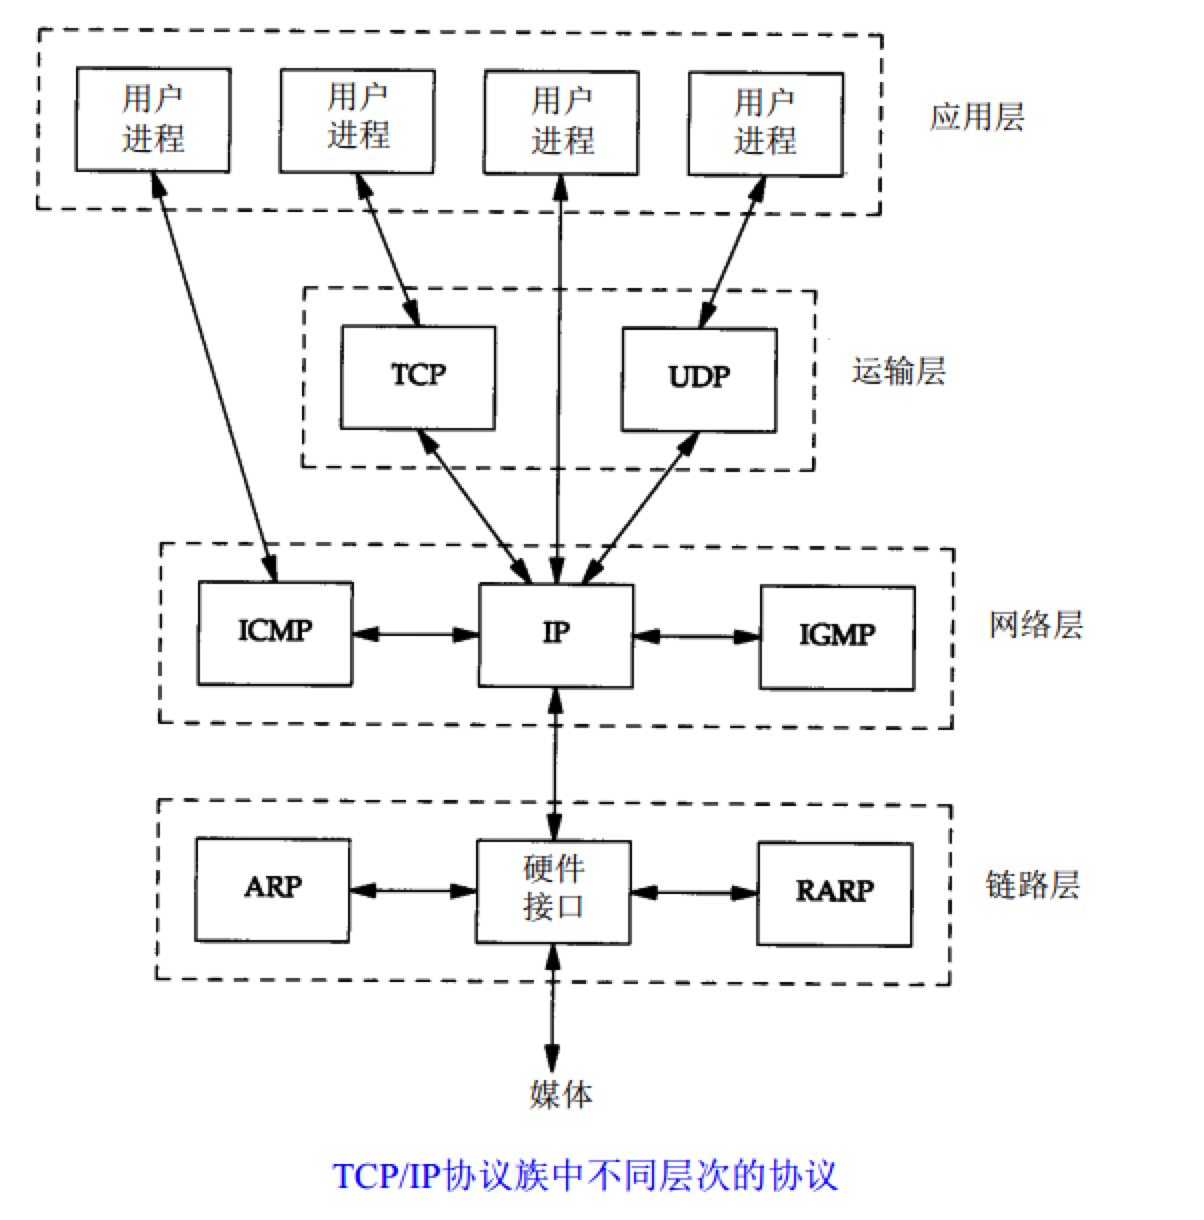 用户
进程
用户
进程
用户
进程
用户
进程
应用层
TCP
UDP
运输层
ICMP
IP
IGMP
网络层
ARP
硬件
接口
RARP
链路层
媒体
TCP/IP协议族中不同层次的协议